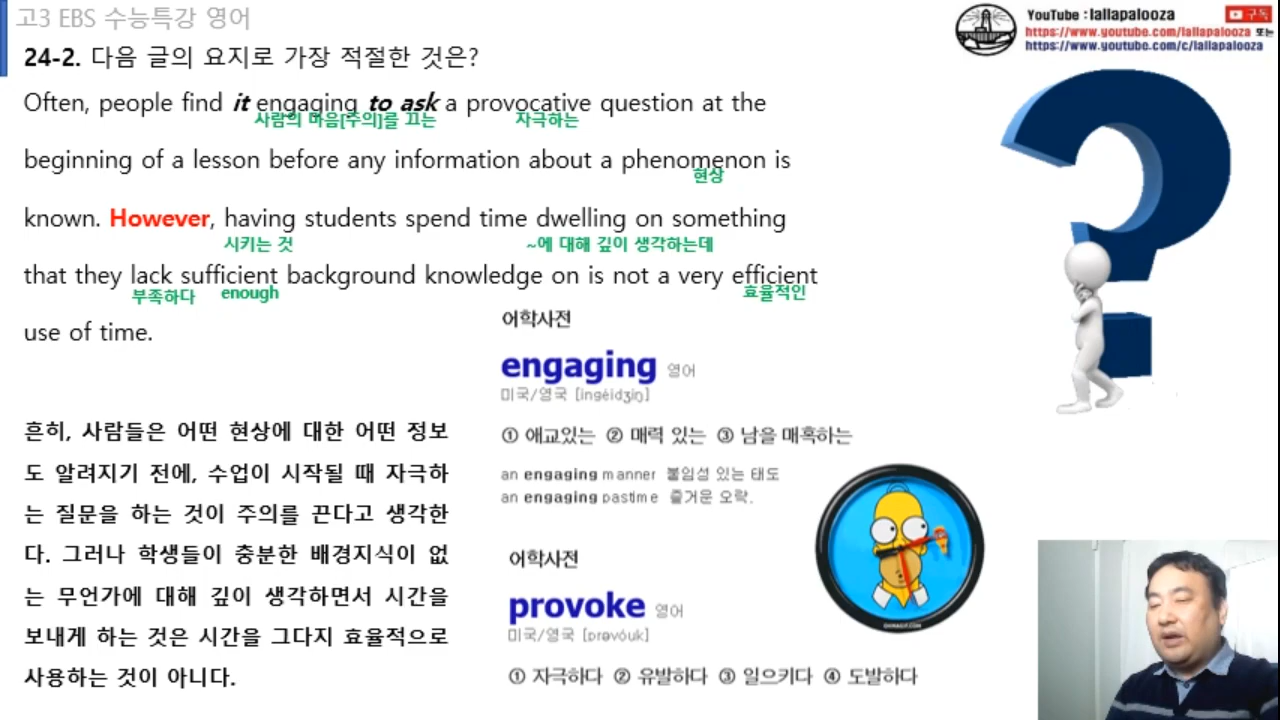 고3 EBS 수능특강 영어
YouTube : lallapalooza
구독
https://www.youtube.com/lallapalooza 또는
https://www.youtube.com/c/lallapalooza
24-2. 다음 글의 요지로 가장 적절한 것은?
Often, people find it engaging to ask a provocative question at the
사람의 마음[주의]를 끄는 자극하는
beginning of a lesson before any information about a phenomenon is
현상
known. However, having students spend time dwelling on something
시키는 것 ~에 대해 깊이 생각하는데
that they lack sufficient background knowledge on is not a very efficient
부족하다 enough 효율적인
use of time.
어학사전
engaging 영어
미국/영국 [ingéidʒiŋ]
① 애교있는 ② 매력 있는 ③ 남을 매혹하는
an engaging manner 붙임성 있는 태도
an engaging pastime 즐거운 오락.
어학사전
provoke 영어
미국/영국 [prəvóuk]
① 자극하다 ② 유발하다 ③ 일으키다 ④ 도발하다
흔히, 사람들은 어떤 현상에 대한 어떤 정보
도 알려지기 전에, 수업이 시작될 때 자극하
는 질문을 하는 것이 주의를 끈다고 생각한
다. 그러나 학생들이 충분한 배경지식이 없
는 무언가에 대해 깊이 생각하면서 시간을
보내게 하는 것은 시간을 그다지 효율적으로
사용하는 것이 아니다.